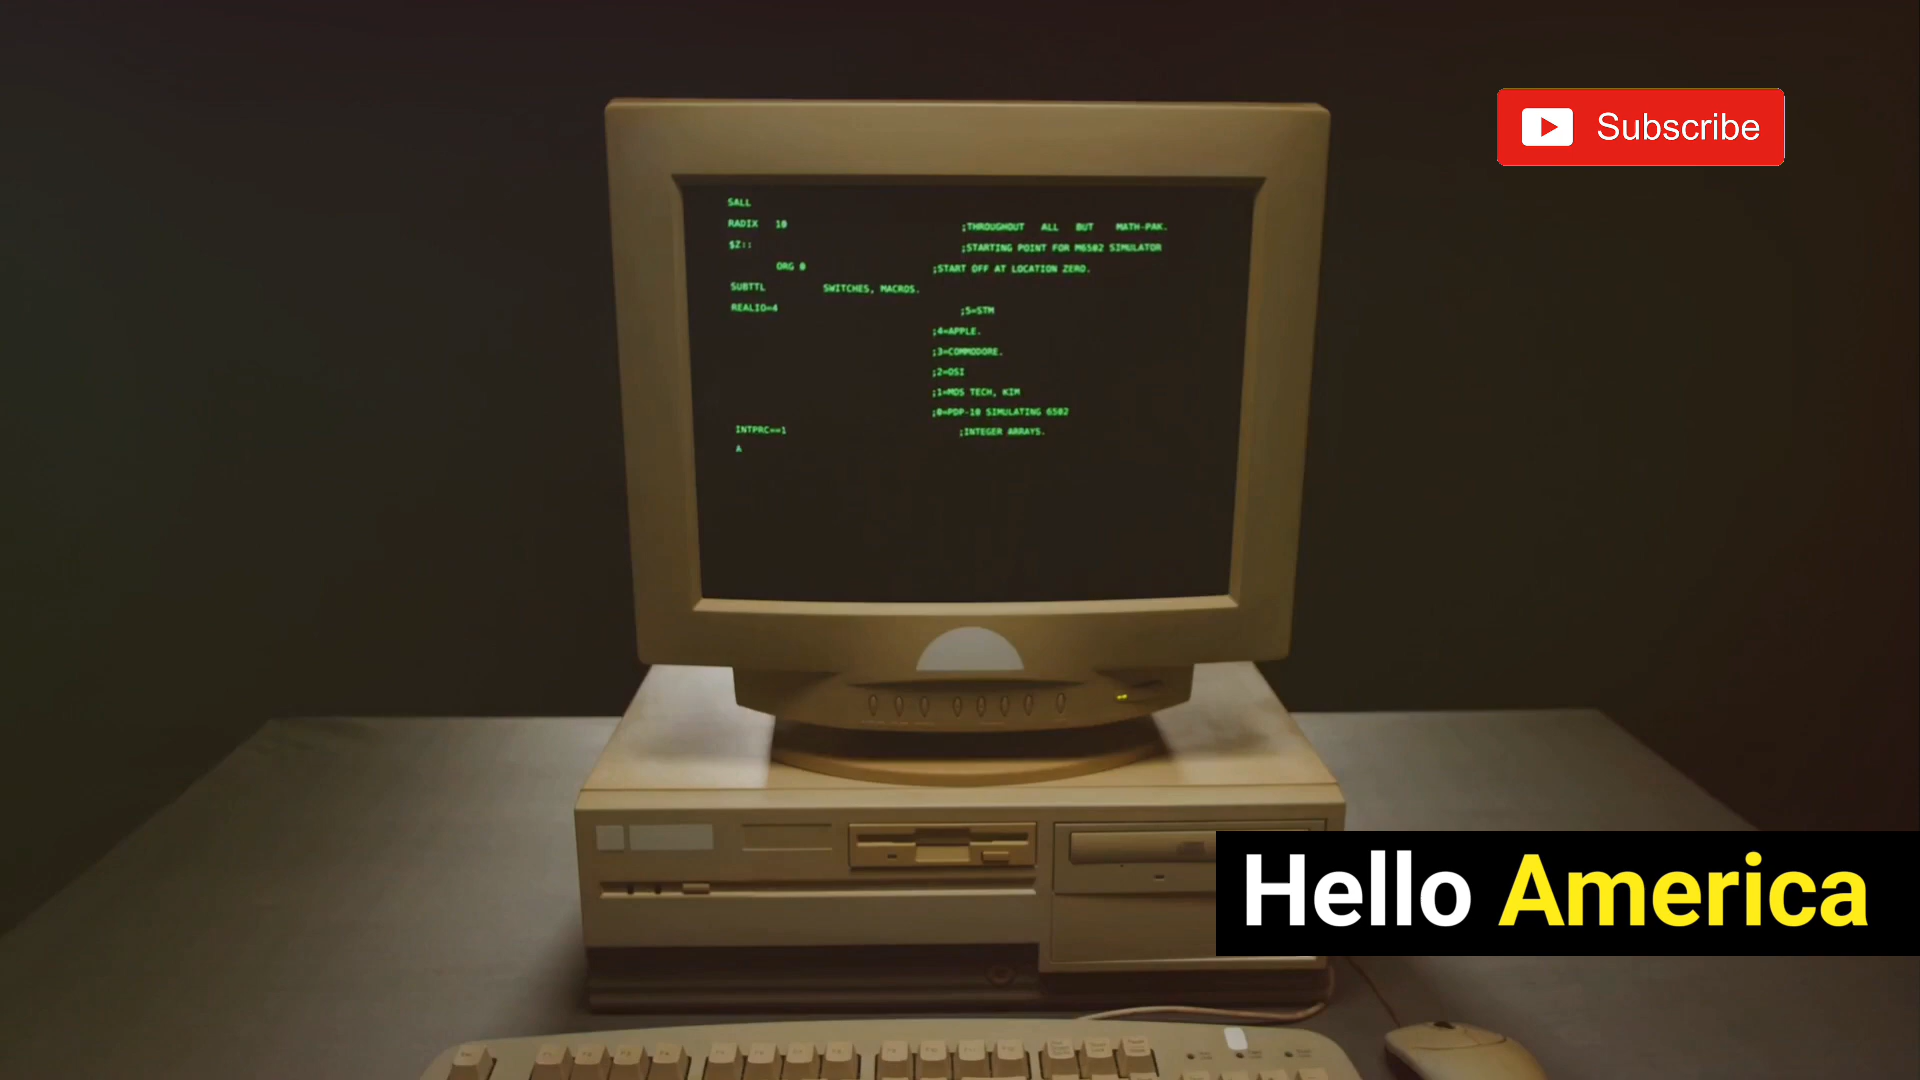 Subscribe
SALL
RADIX 10 ;THROUGHOUT ALL BUT MATH-PAK.
$Z:: ;STARTING POINT FOR M6502 SIMULATOR
ORG 0 ;START OFF AT LOCATION ZERO.
SUBTTL SWITCHES, MACROS.
REALIO=4 ;5=STM
;4=APPLE.
;3=COMMODORE.
;2=OSI
;1=MOS TECH, KIM
;0=PDP-10 SIMULATING 6502
INTPRC==1 ;INTEGER ARRAYS.
A
Hello America